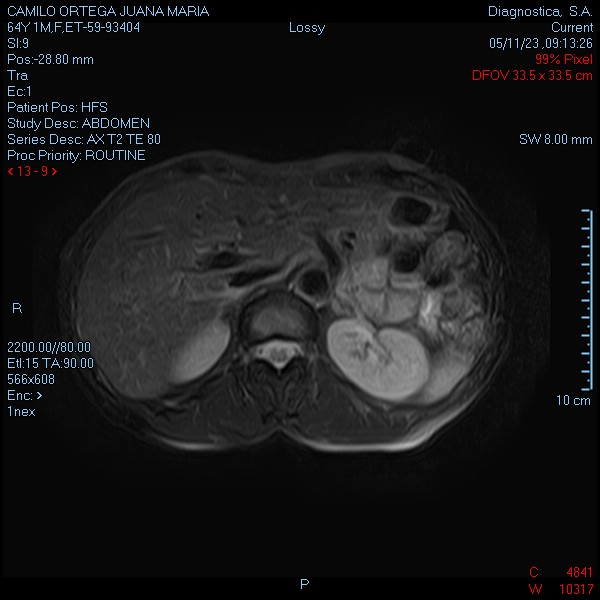 CAMILO ORTEGA JUANA MARIA
64Y 1M,F,ET-59-93404
Sl:9
Pos:-28.80 mm
Tra
Ec:1
Patient Pos: HFS
Study Desc: ABDOMEN
Series Desc: AX T2 TE 80
Proc Priority: ROUTINE
< 13 - 9 >
Lossy
Diagnostica, S.A.
Current
05/11/23 ,09:13:26
99% Pixel
DFOV 33.5 x 33.5 cm
SW 8.00 mm
R
2200.00//80.00
Etl:15 TA:90.00
566x608
Enc: >
1nex
10 cm
P
C 4841
W 10317